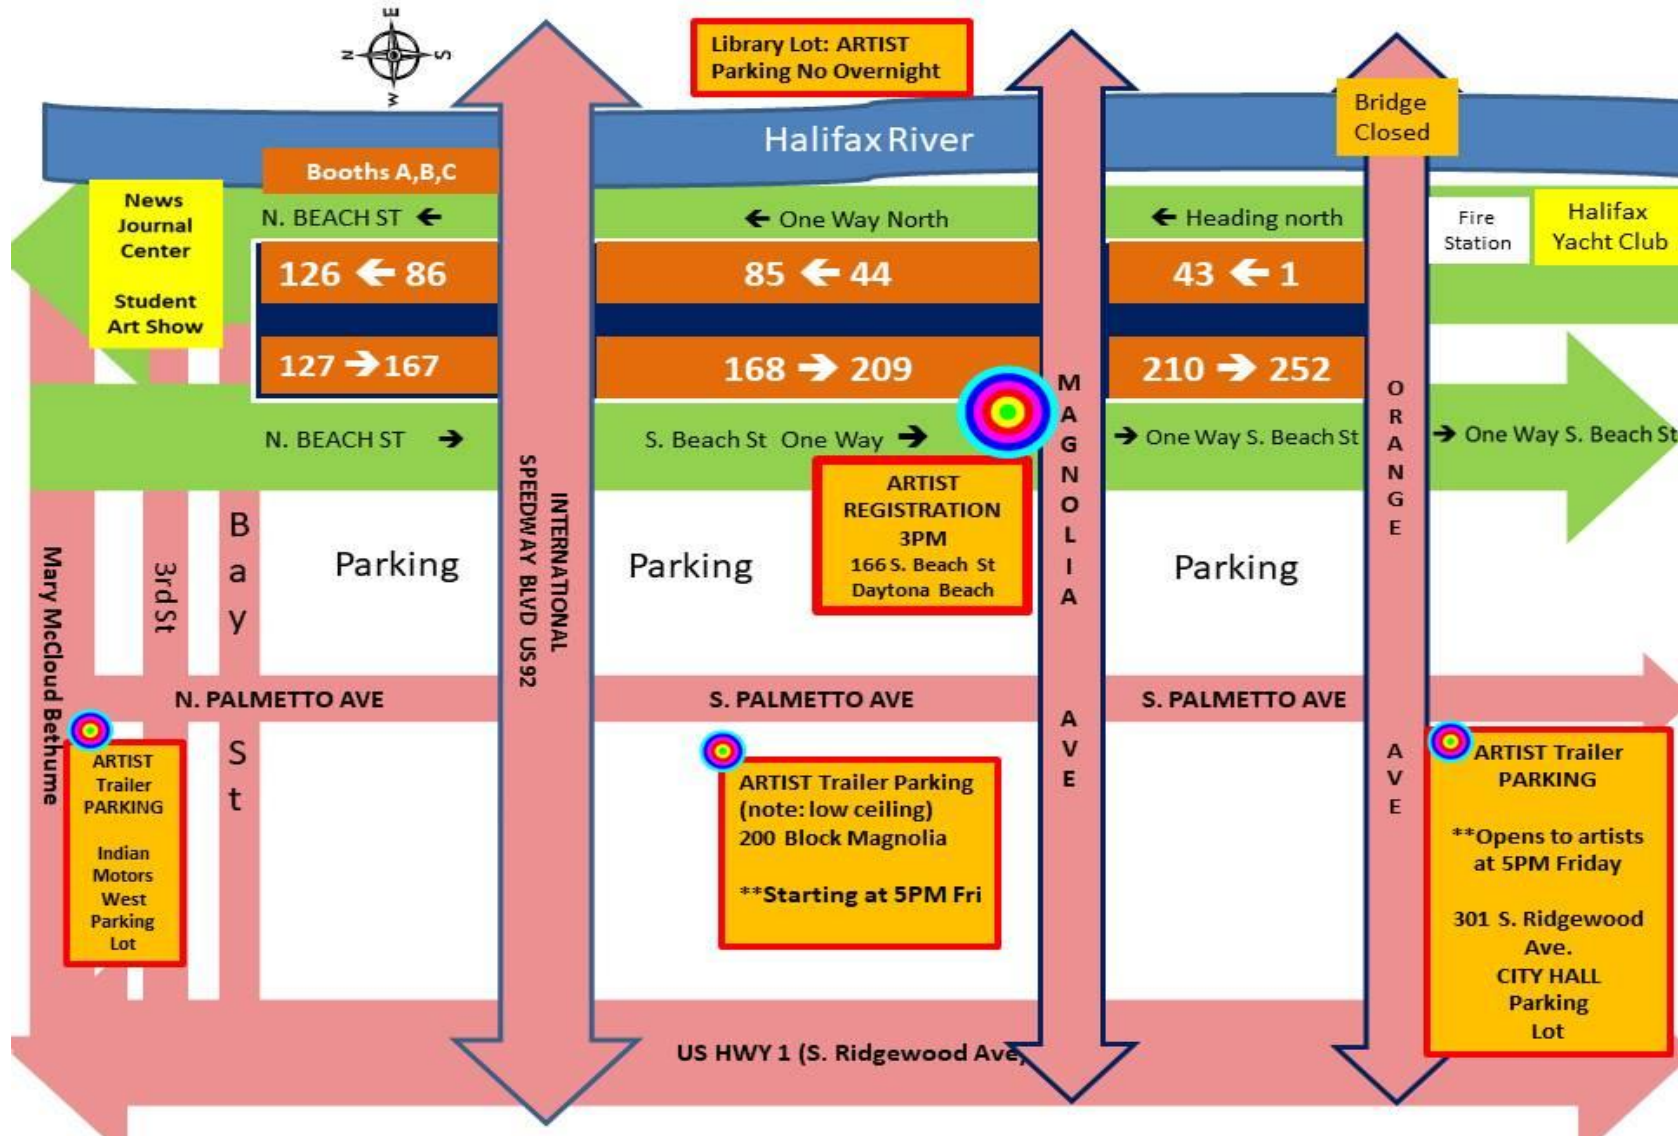 E
N
S
W
Library Lot: ARTIST
Parking No Overnight
Bridge
Closed
Halifax River
Booths A,B,C
News
Journal
Center
Student
Art Show
N. BEACH ST ←
← One Way North
← Heading north
Fire
Station
Halifax
Yacht Club
126 ← 86
85 ← 44
43 ← 1
127 → 167
168 → 209
210 → 252
N. BEACH ST →
S. Beach St One Way →
→ One Way S. Beach St
→ One Way S. Beach St
ARTIST
REGISTRATION
3PM
166 S. Beach St
Daytona Beach
MAGNOLIA AVE
ORANGE AVE
INTERNATIONAL
SPEEDWAY BLVD US 92
Mary McCloud Bethume
3rd St
Bay St
Parking
Parking
Parking
N. PALMETTO AVE
S. PALMETTO AVE
S. PALMETTO AVE
ARTIST
Trailer
PARKING
Indian
Motors
West
Parking
Lot
ARTIST Trailer Parking
(note: low ceiling)
200 Block Magnolia
**Starting at 5PM Fri
ARTIST Trailer
PARKING
**Opens to artists
at 5PM Friday
301 S. Ridgewood
Ave.
CITY HALL
Parking
Lot
US HWY 1 (S. Ridgewood Ave)